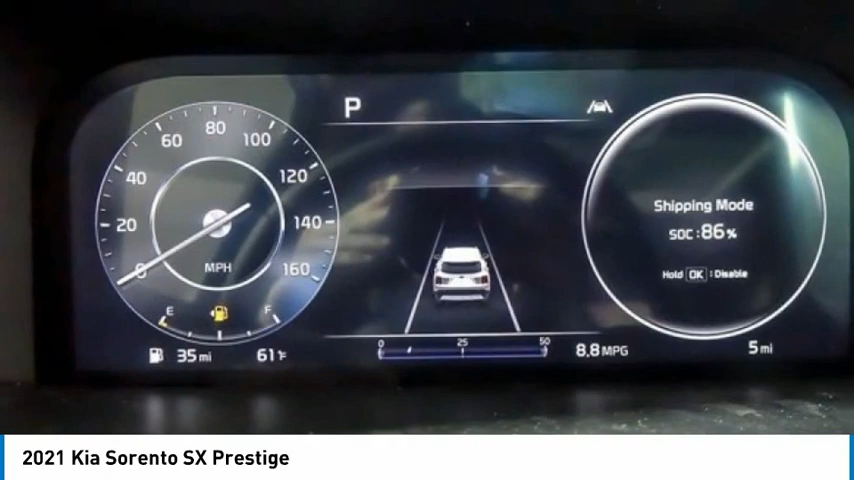 P
0 20 40 60 80 100 120 140 160
MPH
E F
35 mi 61°F
0 25 50
8.8 MPG
Shipping Mode
SOC : 86%
Hold OK : Disable
5 mi
2021 Kia Sorento SX Prestige